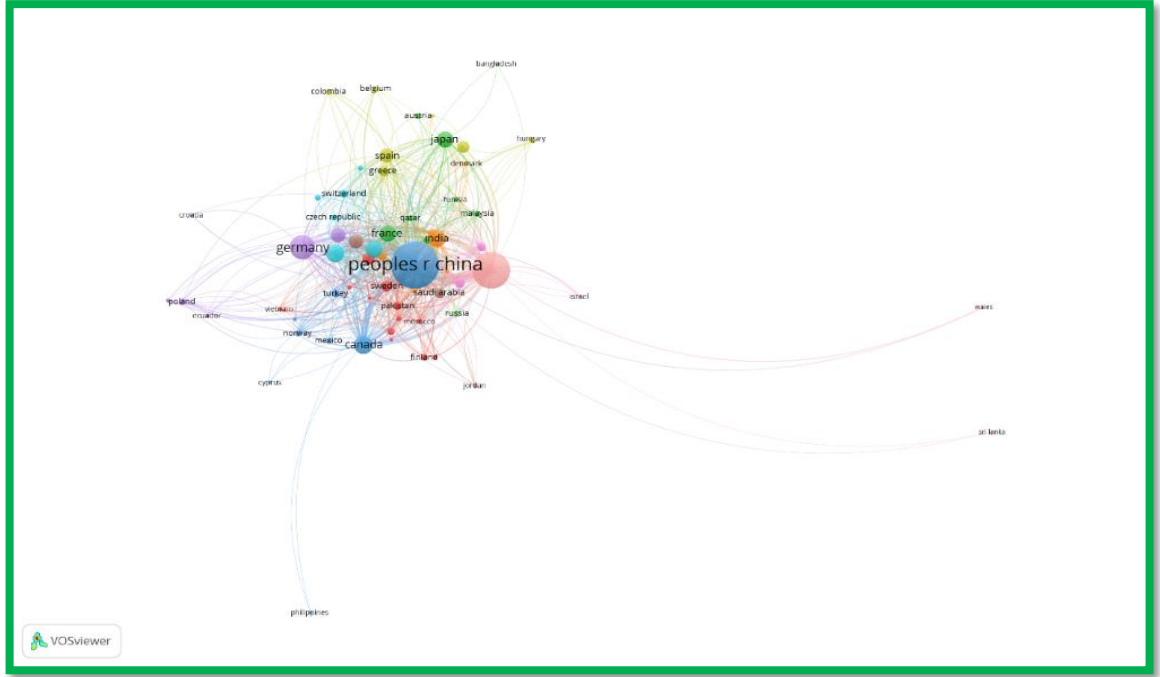 bangladesh
colombia
belgium
austria
japan
hungary
spain
denmark
greece
switzerland
tunisia
croatia
czech republic
qatar
malaysia
france
india
germany
peoples r china
sweden
saudi arabia
turkey
israel
poland
vietnam
pakistan
wales
ecuador
russia
morocco
norway
mexico
canada
finland
cyprus
jordan
sri lanka
philippines
VOSviewer